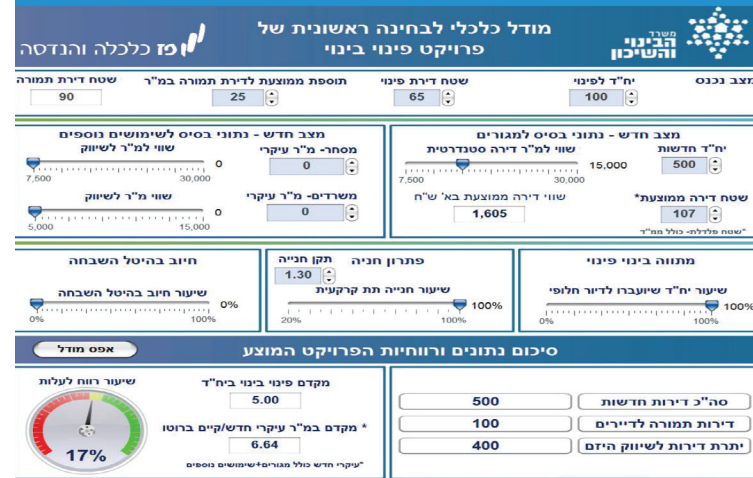 משרד
הבינוי
והשיכון
מודל כלכלי לבחינה ראשונית של
פרויקט פינוי בינוי
פז כלכלה והנדסה
מצב נכנס
יח"ד לפינוי
100
שטח דירת פינוי
65
תוספת ממוצעת לדירת תמורה במ"ר
25
שטח דירת תמורה
90
מצב חדש - נתוני בסיס למגורים
יח"ד חדשות
500
שווי למ"ר דירה סטנדרטית
15,000
7,500
30,000
שטח דירה ממוצעת*
107
*שטח פלדלת- כולל ממ"ד
שווי דירה ממוצעת בא' ש"ח
1,605
מצב חדש - נתוני בסיס לשימושים נוספים
מסחר- מ"ר עיקרי
0
שווי למ"ר לשיווק
0
7,500
30,000
משרדים- מ"ר עיקרי
0
שווי מ"ר לשיווק
0
5,000
15,000
מתווה בינוי פינוי
שיעור יח"ד שיועברו לדיור חלופי
100%
0%
100%
פתרון חניה
תקן חנייה
1.30
שיעור חנייה תת קרקעית
100%
20%
100%
חיוב בהיטל השבחה
שיעור חיוב בהיטל השבחה
0%
0%
100%
סיכום נתונים ורווחיות הפרויקט המוצע
אפס מודל
סה"כ דירות חדשות
500
דירות תמורה לדיירים
100
יתרת דירות לשיווק היזם
400
מקדם פינוי בינוי ביח"ד
5.00
* מקדם במ"ר עיקרי חדש/קיים ברוטו
6.64
*עיקרי חדש כולל מגורים+שימושים נוספים
שיעור רווח לעלות
17%